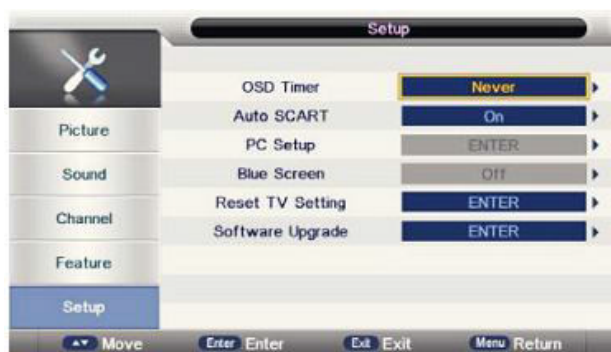 Setup
OSD Timer Never
Auto SCART On
PC Setup ENTER
Blue Screen Off
Reset TV Setting ENTER
Software Upgrade ENTER
Picture
Sound
Channel
Feature
Setup
Move Enter Enter Exit Exit Menu Return